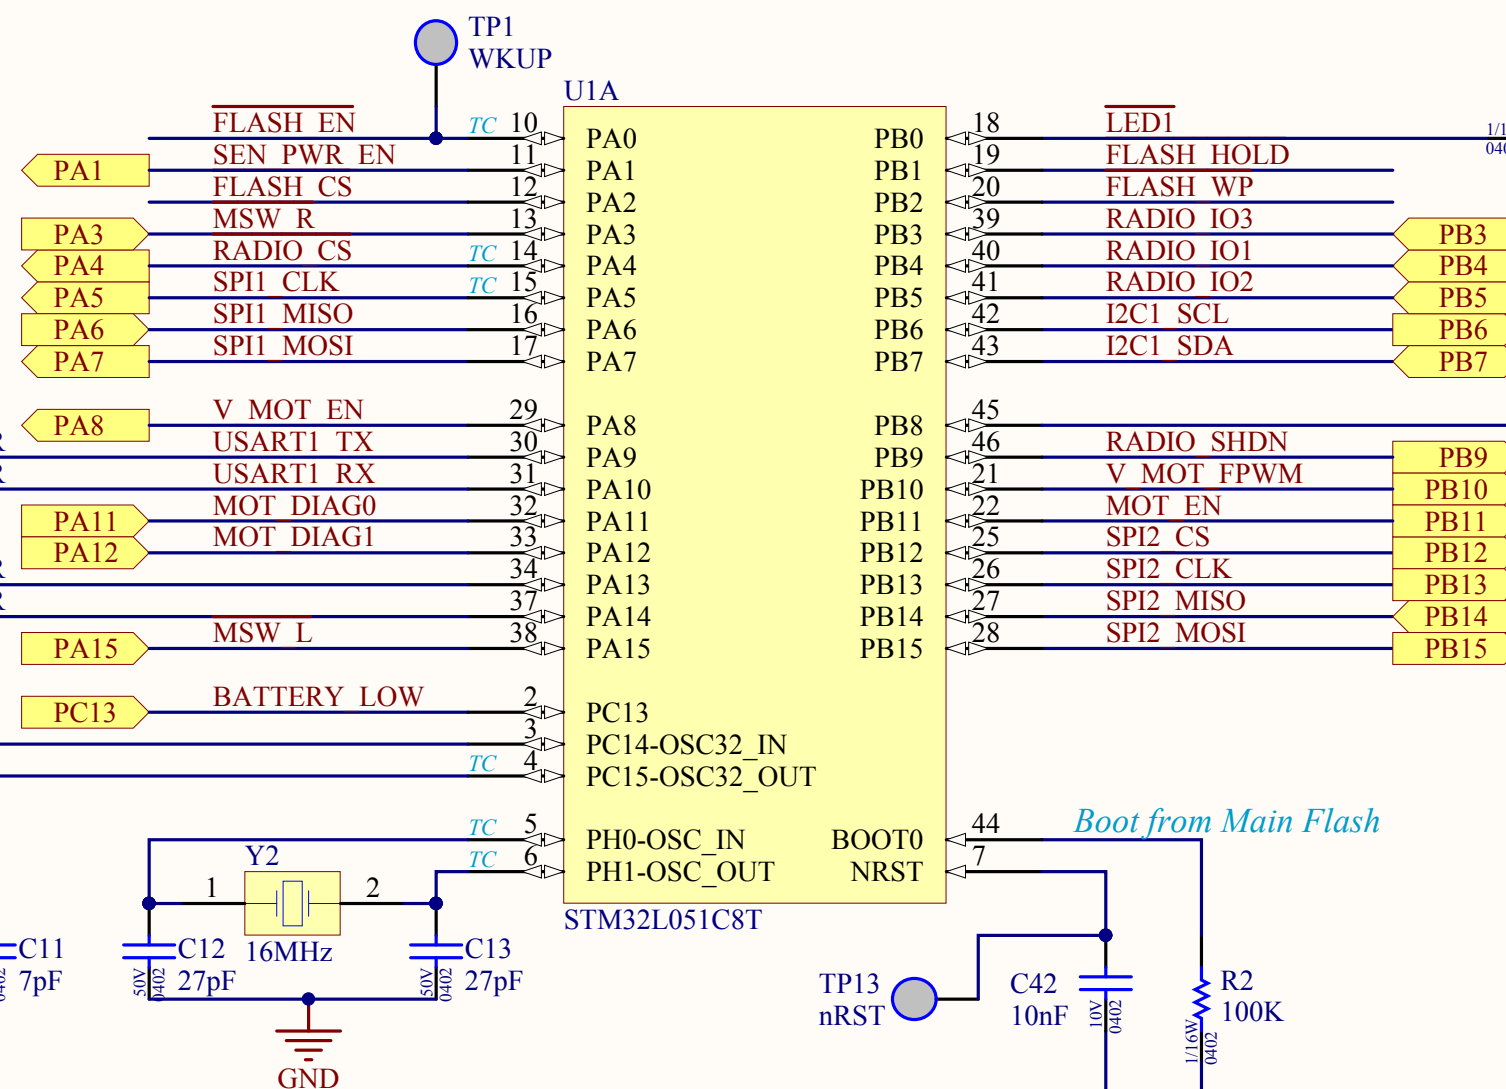 TP1
WKUP
U1A
FLASH_EN TC 10 PA0
PA1 SEN_PWR_EN 11 PA1
FLASH_CS 12 PA2
PA3 MSW_R 13 PA3
PA4 RADIO_CS TC 14 PA4
PA5 SPI1_CLK TC 15 PA5
PA6 SPI1_MISO 16 PA6
PA7 SPI1_MOSI 17 PA7
PA8 V_MOT_EN 29 PA8
R USART1_TX 30 PA9
R USART1_RX 31 PA10
PA11 MOT_DIAG0 32 PA11
PA12 MOT_DIAG1 33 PA12
R 34 PA13
R 37 PA14
PA15 MSW_L 38 PA15
PC13 BATTERY_LOW 2 PC13
3 PC14-OSC32_IN
TC 4 PC15-OSC32_OUT
TC 5 PH0-OSC_IN
TC 6 PH1-OSC_OUT
PB0 18 LED1
PB1 19 FLASH_HOLD
PB2 20 FLASH_WP
PB3 39 RADIO_IO3 PB3
PB4 40 RADIO_IO1 PB4
PB5 41 RADIO_IO2 PB5
PB6 42 I2C1_SCL PB6
PB7 43 I2C1_SDA PB7
PB8 45
PB9 46 RADIO_SHDN PB9
PB10 21 V_MOT_FPWM PB10
PB11 22 MOT_EN PB11
PB12 25 SPI2_CS PB12
PB13 26 SPI2_CLK PB13
PB14 27 SPI2_MISO PB14
PB15 28 SPI2_MOSI PB15
BOOT0 44 Boot from Main Flash
NRST 7
STM32L051C8T
Y2
1 2
16MHz
C11
7pF
0402
C12
27pF
50V
0402
C13
27pF
50V
0402
GND
TP13
nRST
C42
10nF
10V
0402
R2
100K
1/16W
0402